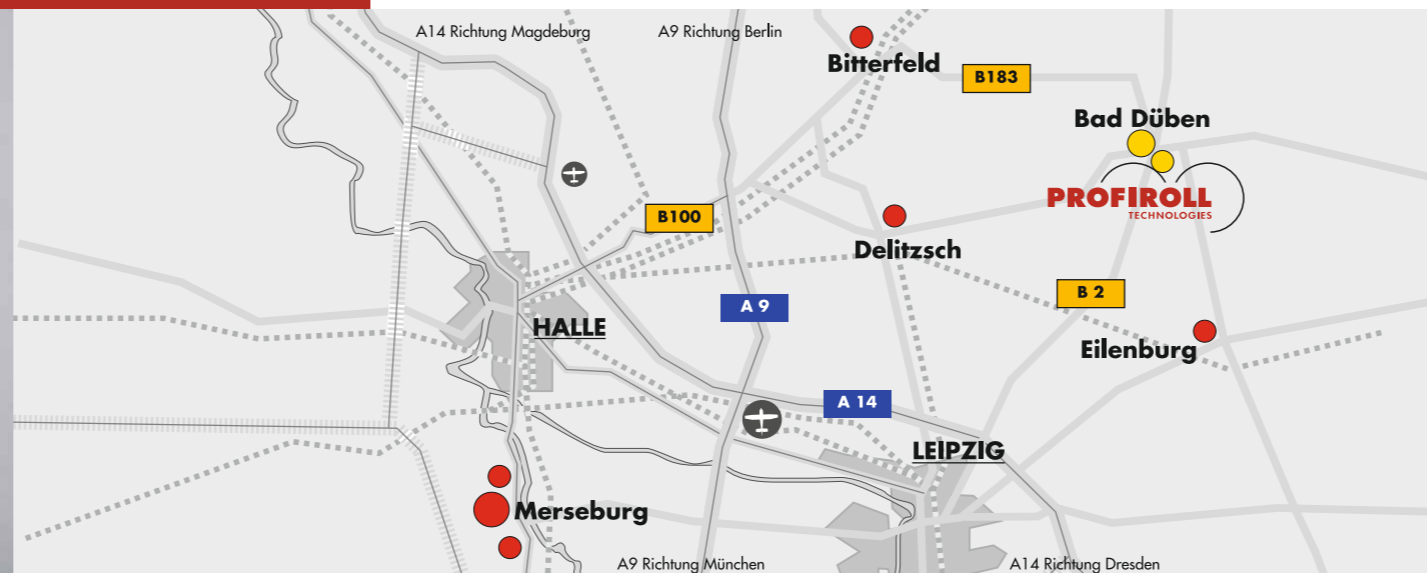 A14 Richtung Magdeburg
A9 Richtung Berlin
Bitterfeld
B183
Bad Düben
PROFIROLL
TECHNOLOGIES
B100
Delitzsch
B 2
A 9
HALLE
Eilenburg
A 14
LEIPZIG
Merseburg
A9 Richtung München
A14 Richtung Dresden